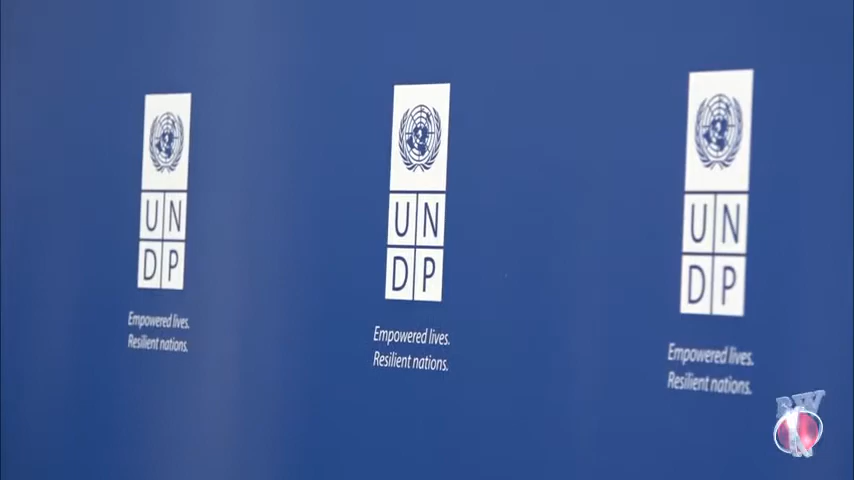 UN
DP
Empowered lives.
Resilient nations.
UN
DP
Empowered lives.
Resilient nations.
UN
DP
Empowered lives.
Resilient nations.